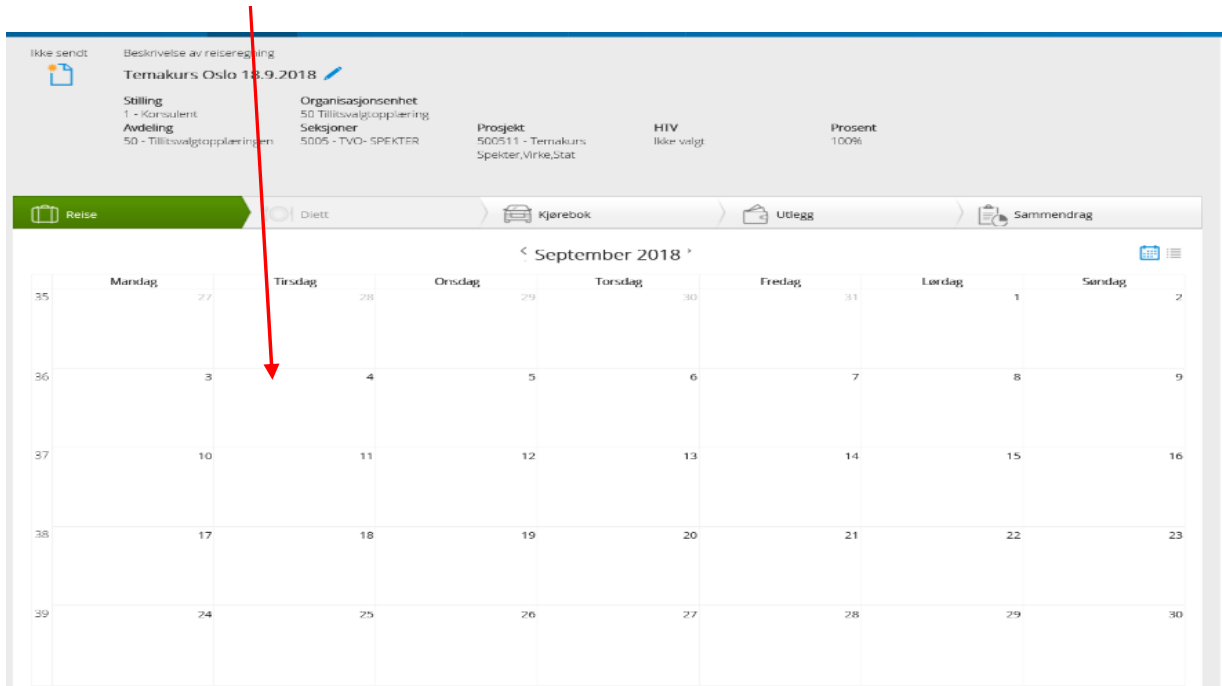 Ikke sendt
Beskrivelse av reiseregning
Temakurs Oslo 18.9.2018
Stilling
1 - Konsulent
Organisasjonsenhet
50 Tillitsvalgtopplæring
Avdeling
50 - Tillitsvalgtopplæringen
Seksjoner
5005 - TVO- SPEKTER
Prosjekt
500511 - Temakurs
Spekter,Virke,Stat
HTV
Ikke valgt
Prosent
100%
Reise Diett Kjørebok Utlegg Sammendrag
September 2018
Mandag Tirsdag Onsdag Torsdag Fredag Lørdag Søndag
35 27 28 29 30 31 1 2
36 3 4 5 6 7 8 9
37 10 11 12 13 14 15 16
38 17 18 19 20 21 22 23
39 24 25 26 27 28 29 30